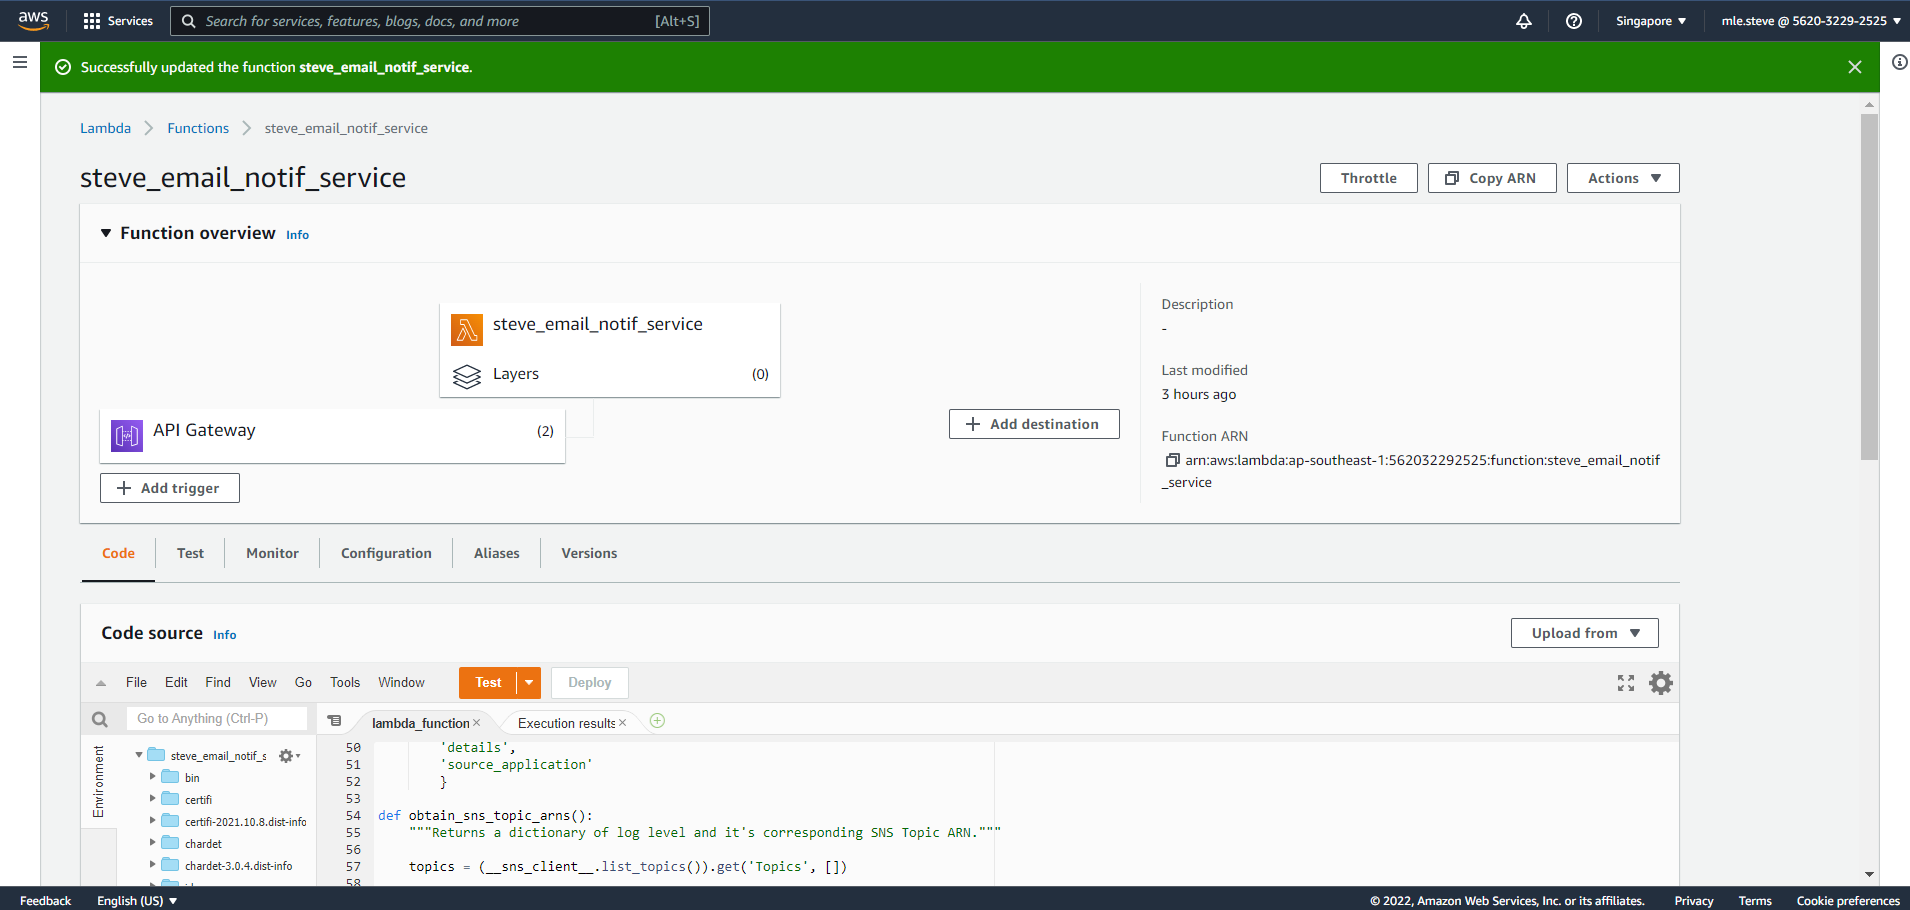 aws Services Search for services, features, blogs, docs, and more [Alt+S] Singapore ▼ mle.steve @ 5620-3229-2525 ▼
Successfully updated the function steve_email_notif_service.
Lambda > Functions > steve_email_notif_service
steve_email_notif_service
Throttle Copy ARN Actions ▼
▼ Function overview Info
steve_email_notif_service
Layers (0)
API Gateway (2)
+ Add trigger
+ Add destination
Description
-
Last modified
3 hours ago
Function ARN
arn:aws:lambda:ap-southeast-1:562032292525:function:steve_email_notif
_service
Code Test Monitor Configuration Aliases Versions
Code source Info
Upload from ▼
File Edit Find View Go Tools Window Test Deploy
Go to Anything (Ctrl-P)
lambda_function × Execution results ×
Environment
steve_email_notif_s
bin
certifi
certifi-2021.10.8.dist-info
chardet
chardet-3.0.4.dist-info
50 'details',
51 'source_application'
52 }
53
54 def obtain_sns_topic_arns():
55 """Returns a dictionary of log level and it's corresponding SNS Topic ARN."""
56
57 topics = (__sns_client__.list_topics()).get('Topics', [])
58
Feedback English (US) ▼ © 2022, Amazon Web Services, Inc. or its affiliates. Privacy Terms Cookie preferences